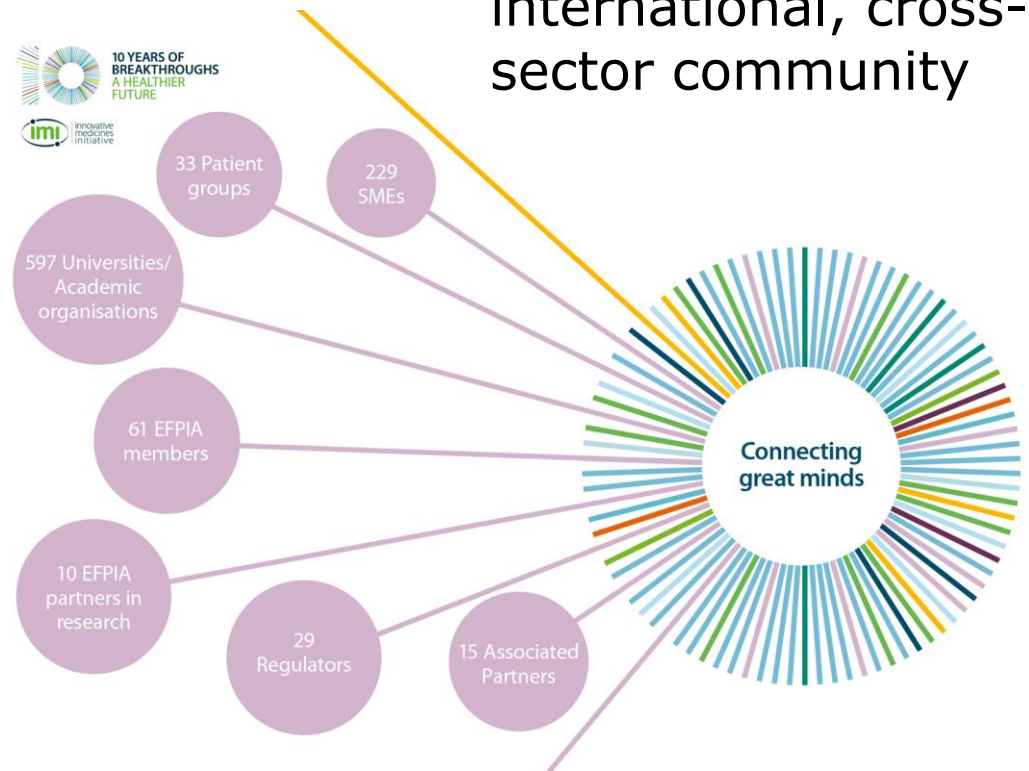 international, cross-
sector community
10 YEARS OF
BREAKTHROUGHS
A HEALTHIER
FUTURE
imi
innovative
medicines
initiative
33 Patient
groups
229
SMEs
597 Universities/
Academic
organisations
61 EFPIA
members
Connecting
great minds
10 EFPIA
partners in
research
29
Regulators
15 Associated
Partners